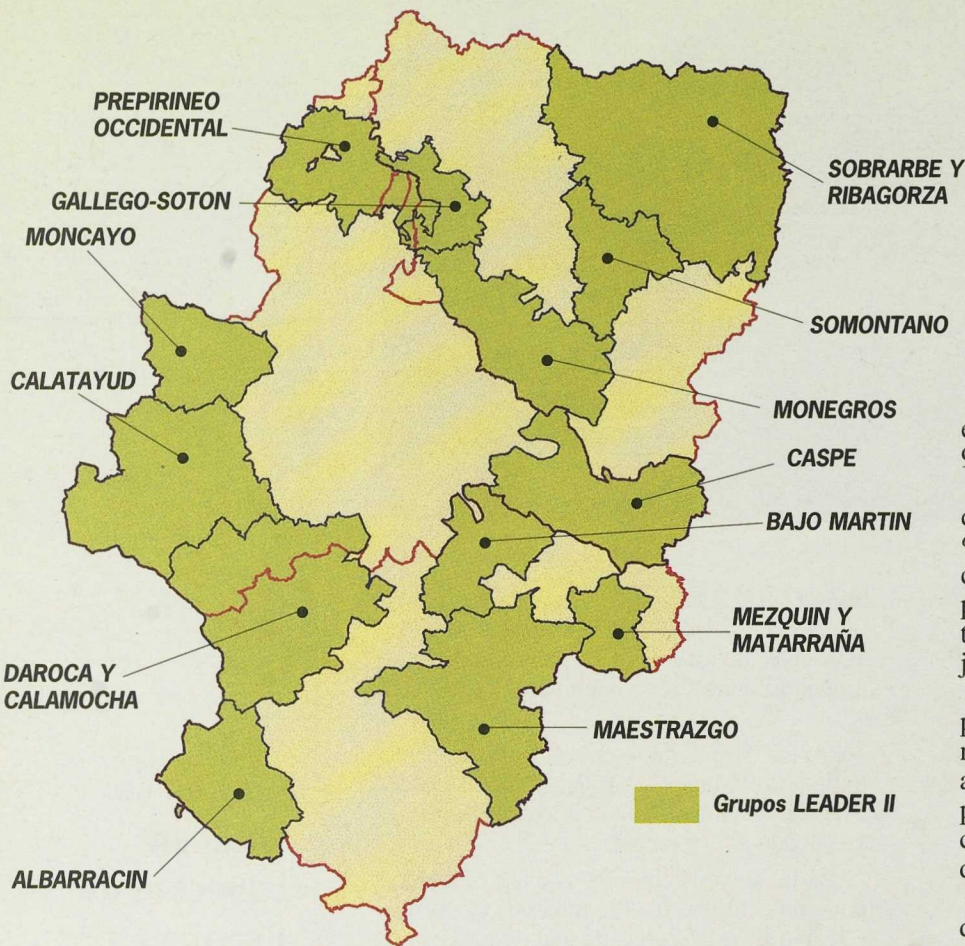 PREPIRINEO
OCCIDENTAL
GALLEGO-SOTON
MONCAYO
CALATAYUD
DAROCA Y
CALAMOCHA
ALBARRACIN
SOBRARBE Y
RIBAGORZA
SOMONTANO
MONEGROS
CASPE
BAJO MARTIN
MEZQUIN Y
MATARRAÑA
MAESTRAZGO
Grupos LEADER II